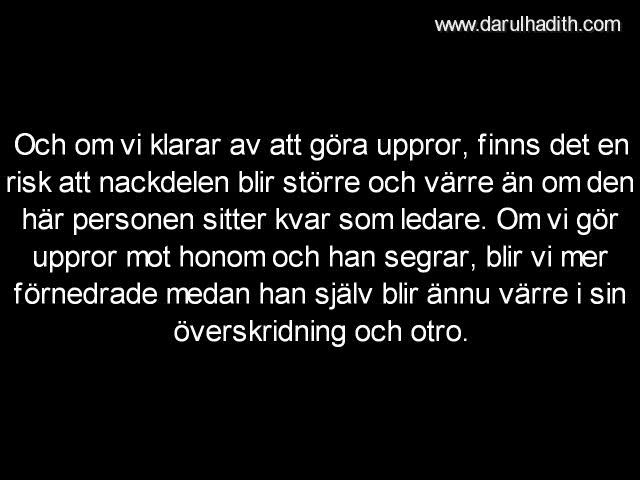 www.darulhadith.com
Och om vi klarar av att göra uppror, finns det en
risk att nackdelen blir större och värre än om den
här personen sitter kvar som ledare. Om vi gör
uppror mot honom och han segrar, blir vi mer
förnedrade medan han själv blir ännu värre i sin
överskridning och otro.